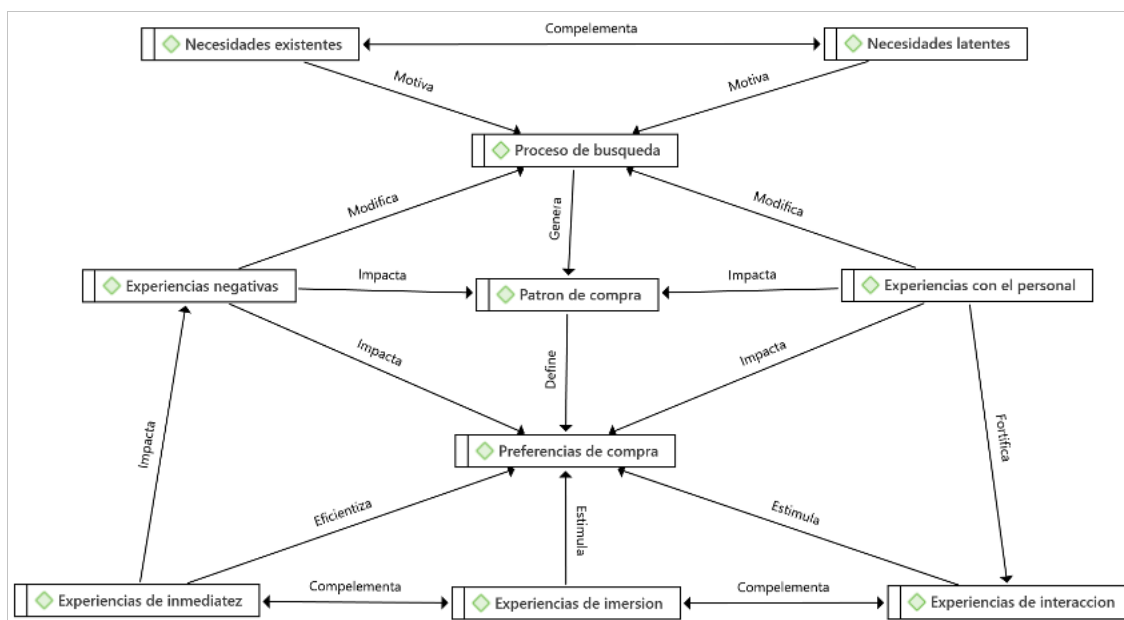 Compelementa
Necesidades existentes
Necesidades latentes
Motiva
Motiva
Proceso de busqueda
Modifica
Genera
Modifica
Experiencias negativas
Impacta
Patron de compra
Impacta
Experiencias con el personal
Impacta
Define
Impacta
Impacta
Fortifica
Preferencias de compra
Eficientiza
Estimula
Estimula
Experiencias de inmediatez
Compelementa
Experiencias de imersion
Compelementa
Experiencias de interaccion